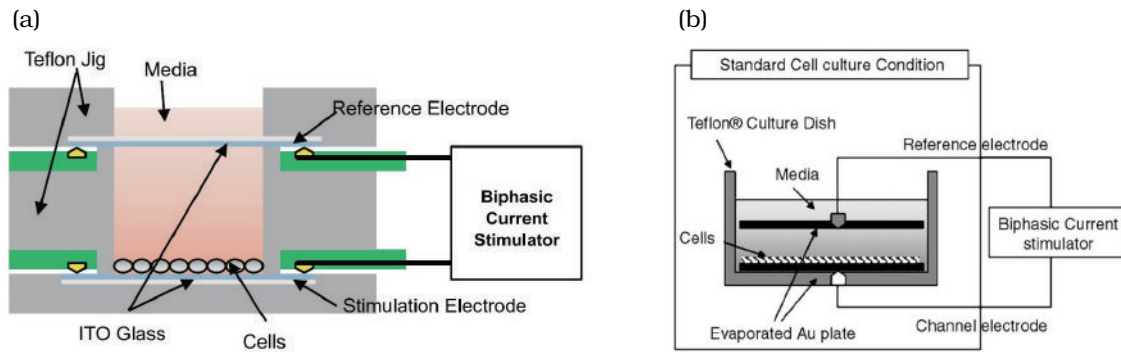 (a)
Teflon Jig
Media
Reference Electrode
Biphasic
Current
Stimulator
Stimulation Electrode
ITO Glass
Cells
(b)
Standard Cell culture Condition
Teflon® Culture Dish
Reference electrode
Media
Cells
Biphasic Current
stimulator
Evaporated Au plate
Channel electrode